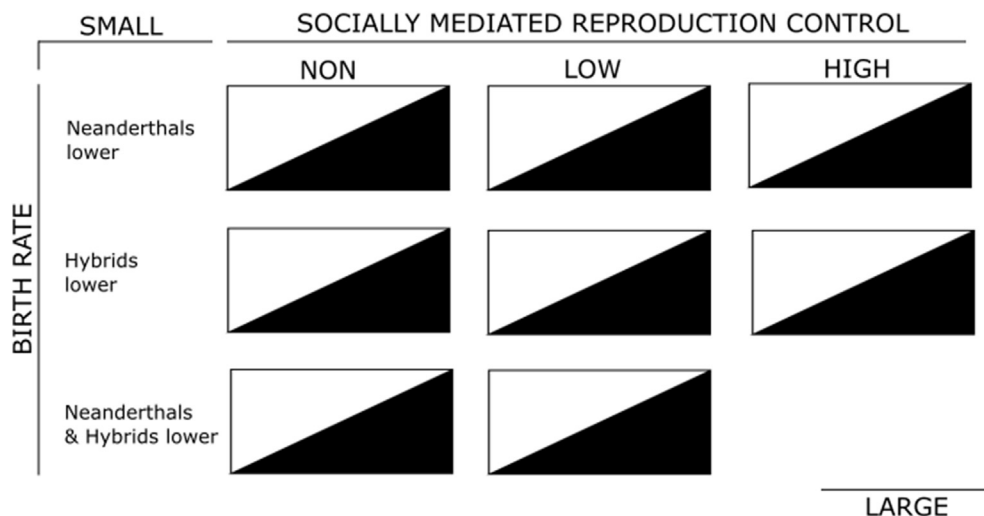 SMALL
SOCIALLY MEDIATED REPRODUCTION CONTROL
NON
LOW
HIGH
BIRTH RATE
Neanderthals
lower
Hybrids
lower
Neanderthals
& Hybrids lower
LARGE